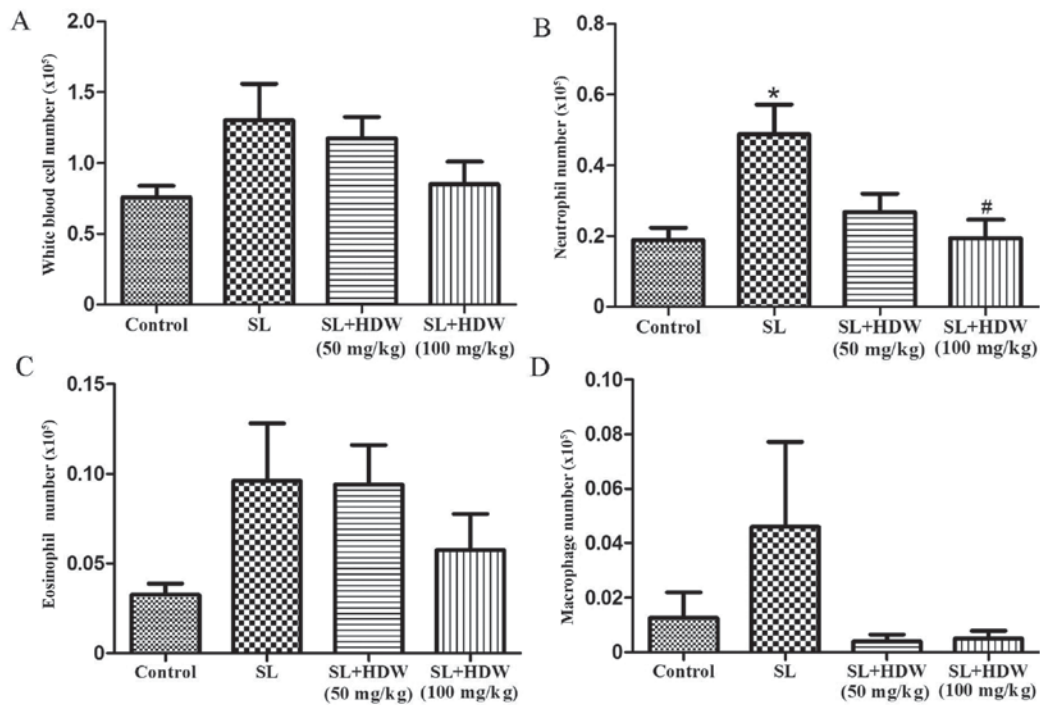 A
White blood cell number (x10⁵)
2.0
1.5
1.0
0.5
0
Control
SL
SL+HDW
(50 mg/kg)
SL+HDW
(100 mg/kg)
B
Neutrophil number (x10⁵)
0.8
0.6
0.4
0.2
0
*
#
Control
SL
SL+HDW
(50 mg/kg)
SL+HDW
(100 mg/kg)
C
Eosinophil number (x10⁵)
0.15
0.10
0.05
0
Control
SL
SL+HDW
(50 mg/kg)
SL+HDW
(100 mg/kg)
D
Macrophage number (x10⁵)
0.10
0.08
0.06
0.04
0.02
0
Control
SL
SL+HDW
(50 mg/kg)
SL+HDW
(100 mg/kg)